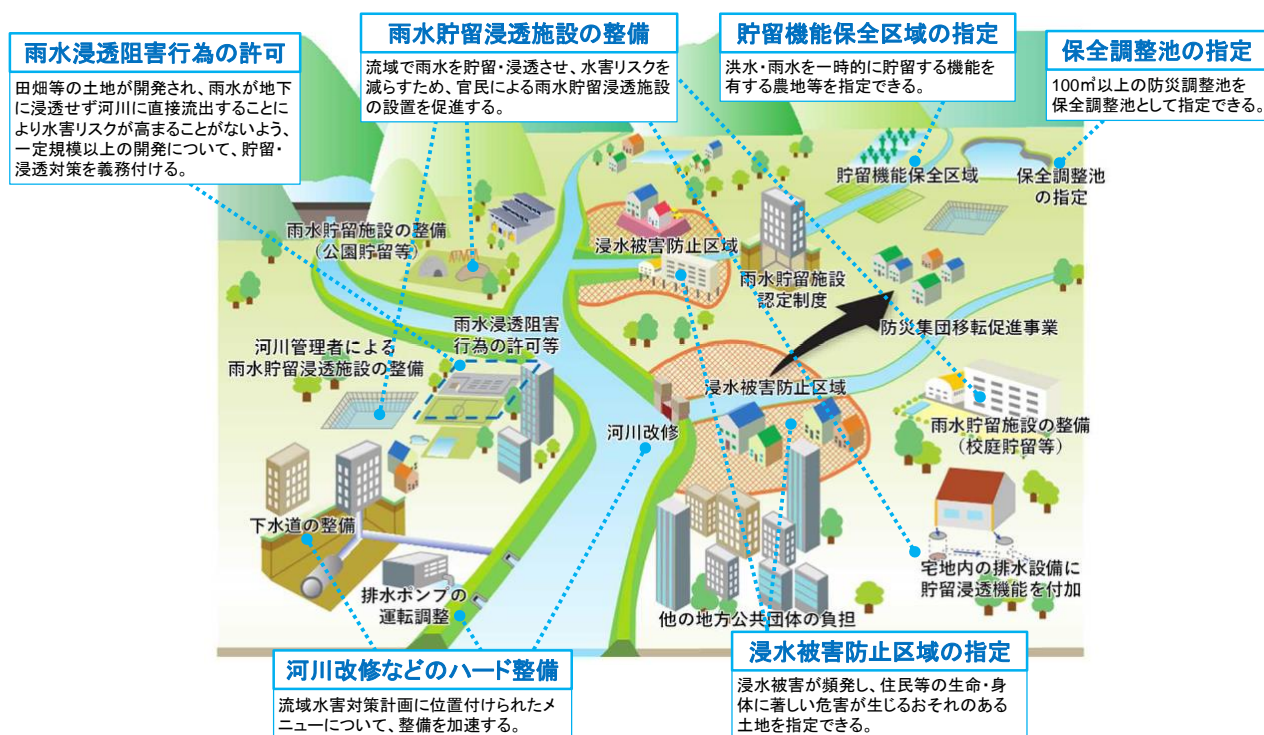 雨水浸透阻害行為の許可
田畑等の土地が開発され、雨水が地下
に浸透せず河川に直接流出することに
より水害リスクが高まることがないよう、
一定規模以上の開発について、貯留・
浸透対策を義務付ける。
雨水貯留浸透施設の整備
流域で雨水を貯留・浸透させ、水害リスクを
減らすため、官民による雨水貯留浸透施設
の設置を促進する。
貯留機能保全区域の指定
洪水・雨水を一時的に貯留する機能を
有する農地等を指定できる。
保全調整池の指定
100㎡以上の防災調整池を
保全調整池として指定できる。
貯留機能保全区域
保全調整池
の指定
雨水貯留施設の整備
(公園貯留等)
浸水被害防止区域
雨水貯留施設
認定制度
防災集団移転促進事業
雨水浸透阻害
行為の許可等
河川管理者による
雨水貯留浸透施設の整備
浸水被害防止区域
河川改修
雨水貯留施設の整備
(校庭貯留等)
下水道の整備
排水ポンプの
運転調整
他の地方公共団体の負担
宅地内の排水設備に
貯留浸透機能を付加
河川改修などのハード整備
流域水害対策計画に位置付けられたメ
ニューについて、整備を加速する。
浸水被害防止区域の指定
浸水被害が頻発し、住民等の生命・身
体に著しい危害が生じるおそれのある
土地を指定できる。